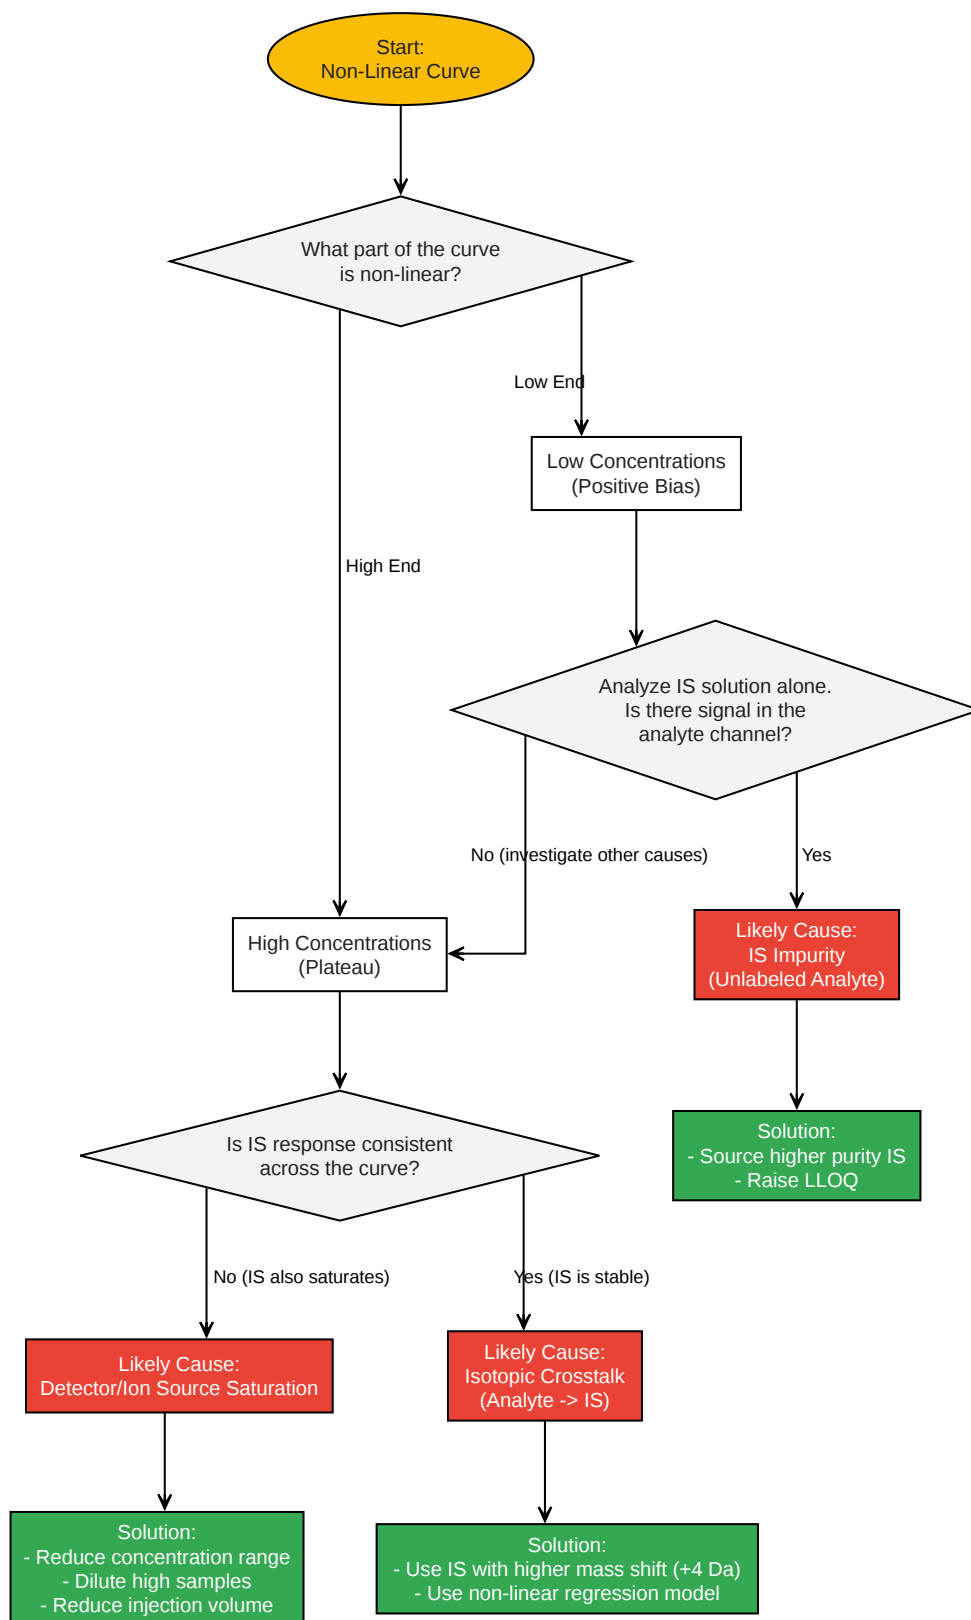 Start:
Non-Linear Curve
What part of the curve
is non-linear?
Low End
Low Concentrations
(Positive Bias)
High End
Analyze IS solution alone.
Is there signal in the
analyte channel?
No (investigate other causes)
Yes
High Concentrations
(Plateau)
Likely Cause:
IS Impurity
(Unlabeled Analyte)
Is IS response consistent
across the curve?
Solution:
- Source higher purity IS
- Raise LLOQ
No (IS also saturates)
Yes (IS is stable)
Likely Cause:
Detector/Ion Source Saturation
Likely Cause:
Isotopic Crosstalk
(Analyte -> IS)
Solution:
- Reduce concentration range
- Dilute high samples
- Reduce injection volume
Solution:
- Use IS with higher mass shift (+4 Da)
- Use non-linear regression model